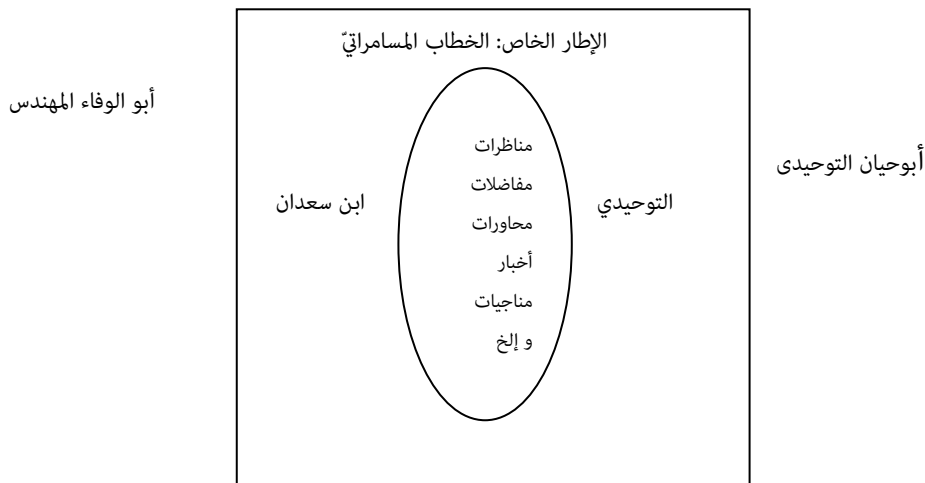 الإطار الخاص: الخطاب المسامراتيّ
أبو الوفاء المهندس
أبوحيان التوحيدى
ابن سعدان
التوحيدي
مناظرات
مفاضلات
محاورات
أخبار
مناجيات
و إلخ